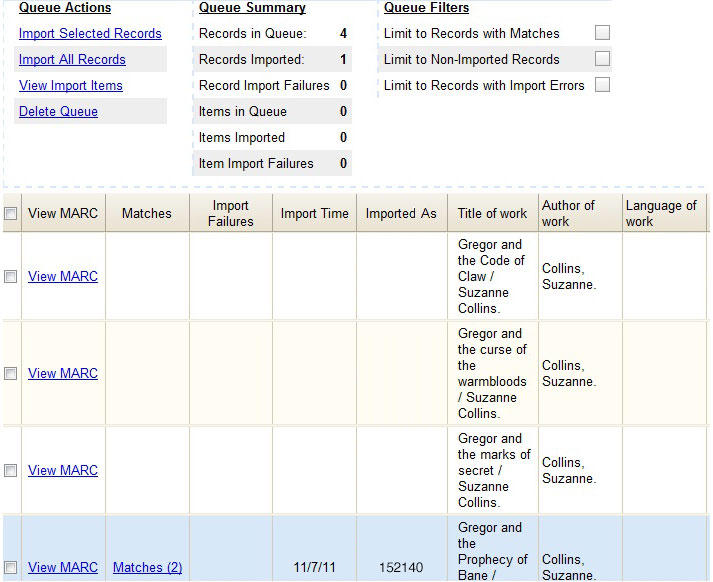 Queue Actions
Import Selected Records
Import All Records
View Import Items
Delete Queue
Queue Summary
Records in Queue: 4
Records Imported: 1
Record Import Failures 0
Items in Queue 0
Items Imported 0
Item Import Failures 0
Queue Filters
Limit to Records with Matches
Limit to Non-Imported Records
Limit to Records with Import Errors
View MARC
Matches
Import
Failures
Import Time
Imported As
Title of work
Author of
work
Language of
work
View MARC
Gregor and
the Code of
Claw /
Suzanne
Collins.
Collins,
Suzanne.
View MARC
Gregor and
the curse of
the
warmbloods
/ Suzanne
Collins.
Collins,
Suzanne.
View MARC
Gregor and
the marks of
secret /
Suzanne
Collins.
Collins,
Suzanne.
View MARC
Matches (2)
11/7/11
152140
Gregor and
the
Prophecy of
Bane /
Collins,
Suzanne.